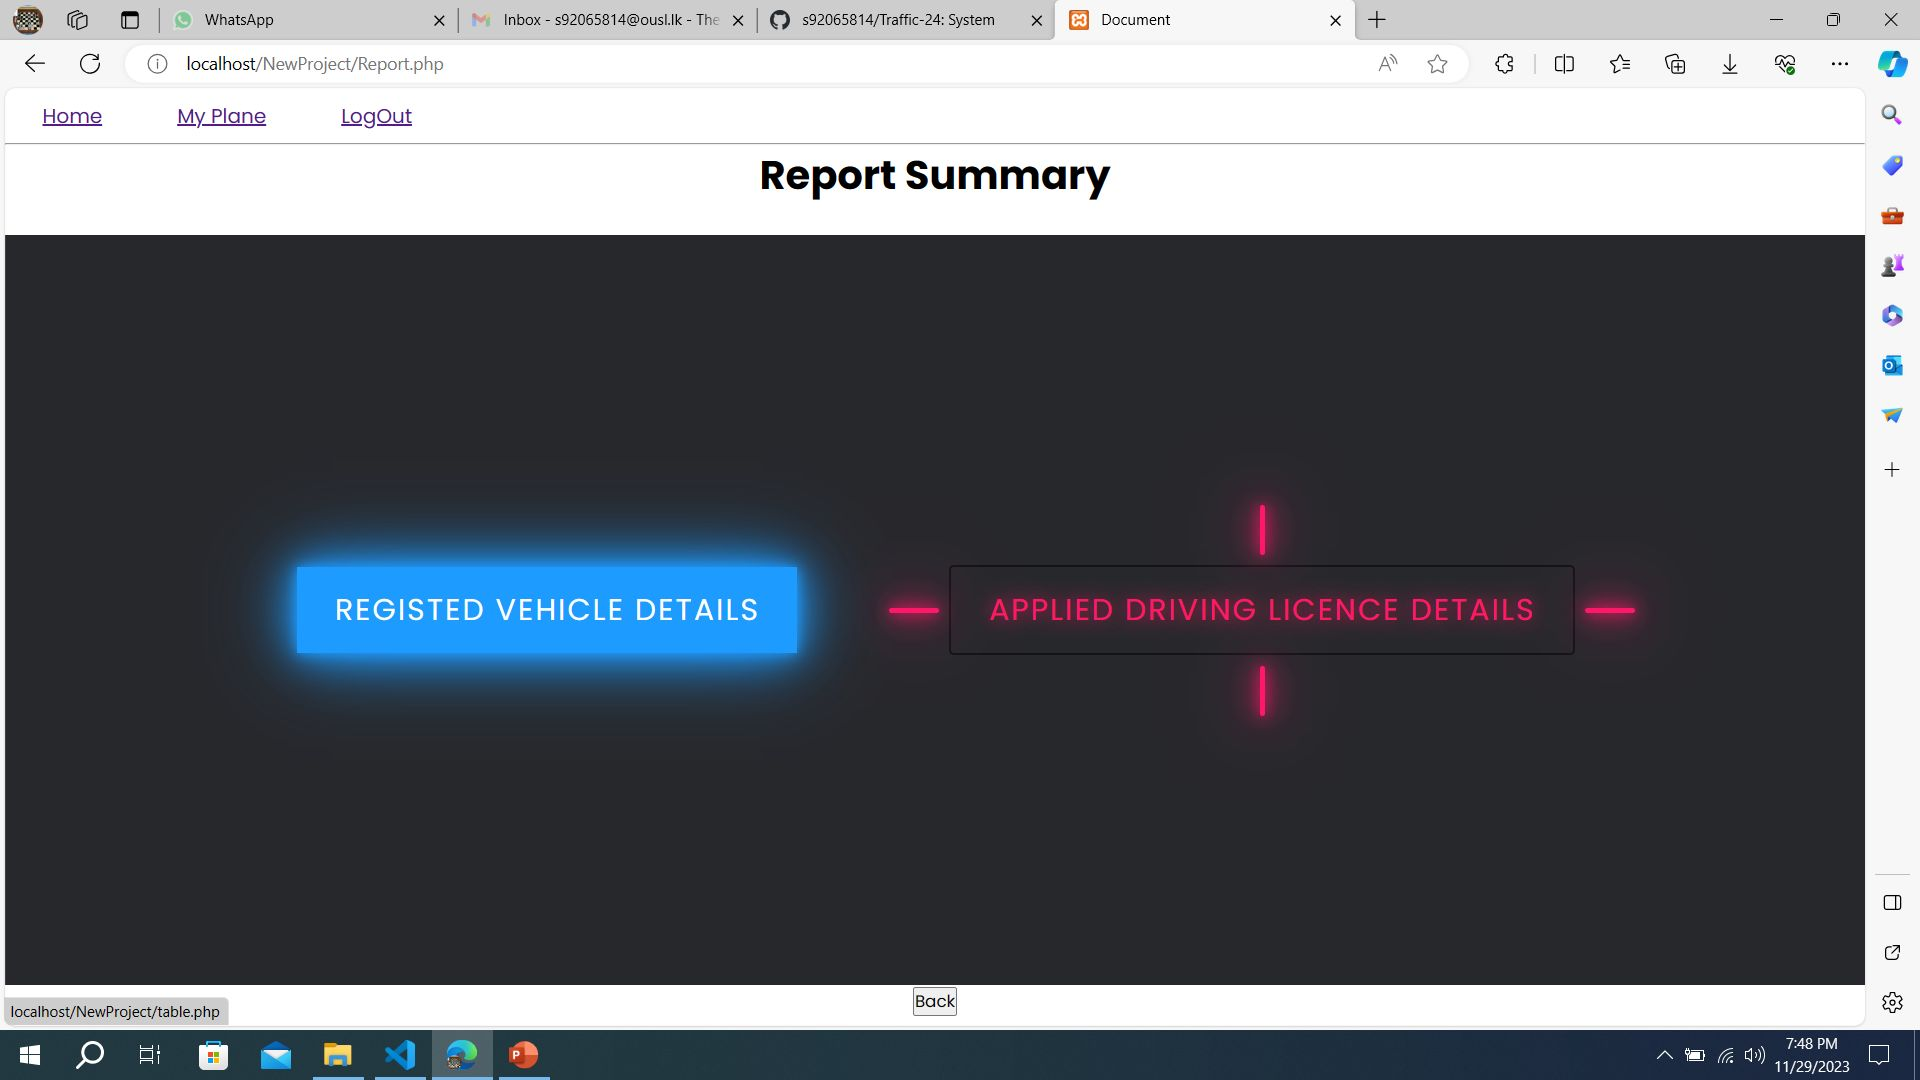 WhatsApp
Inbox - s92065814@ousl.lk - The
s92065814/Traffic-24: System
Document
localhost/NewProject/Report.php
Home My Plane LogOut
Report Summary
REGISTED VEHICLE DETAILS
APPLIED DRIVING LICENCE DETAILS
Back
localhost/NewProject/table.php
7:48 PM
11/29/2023